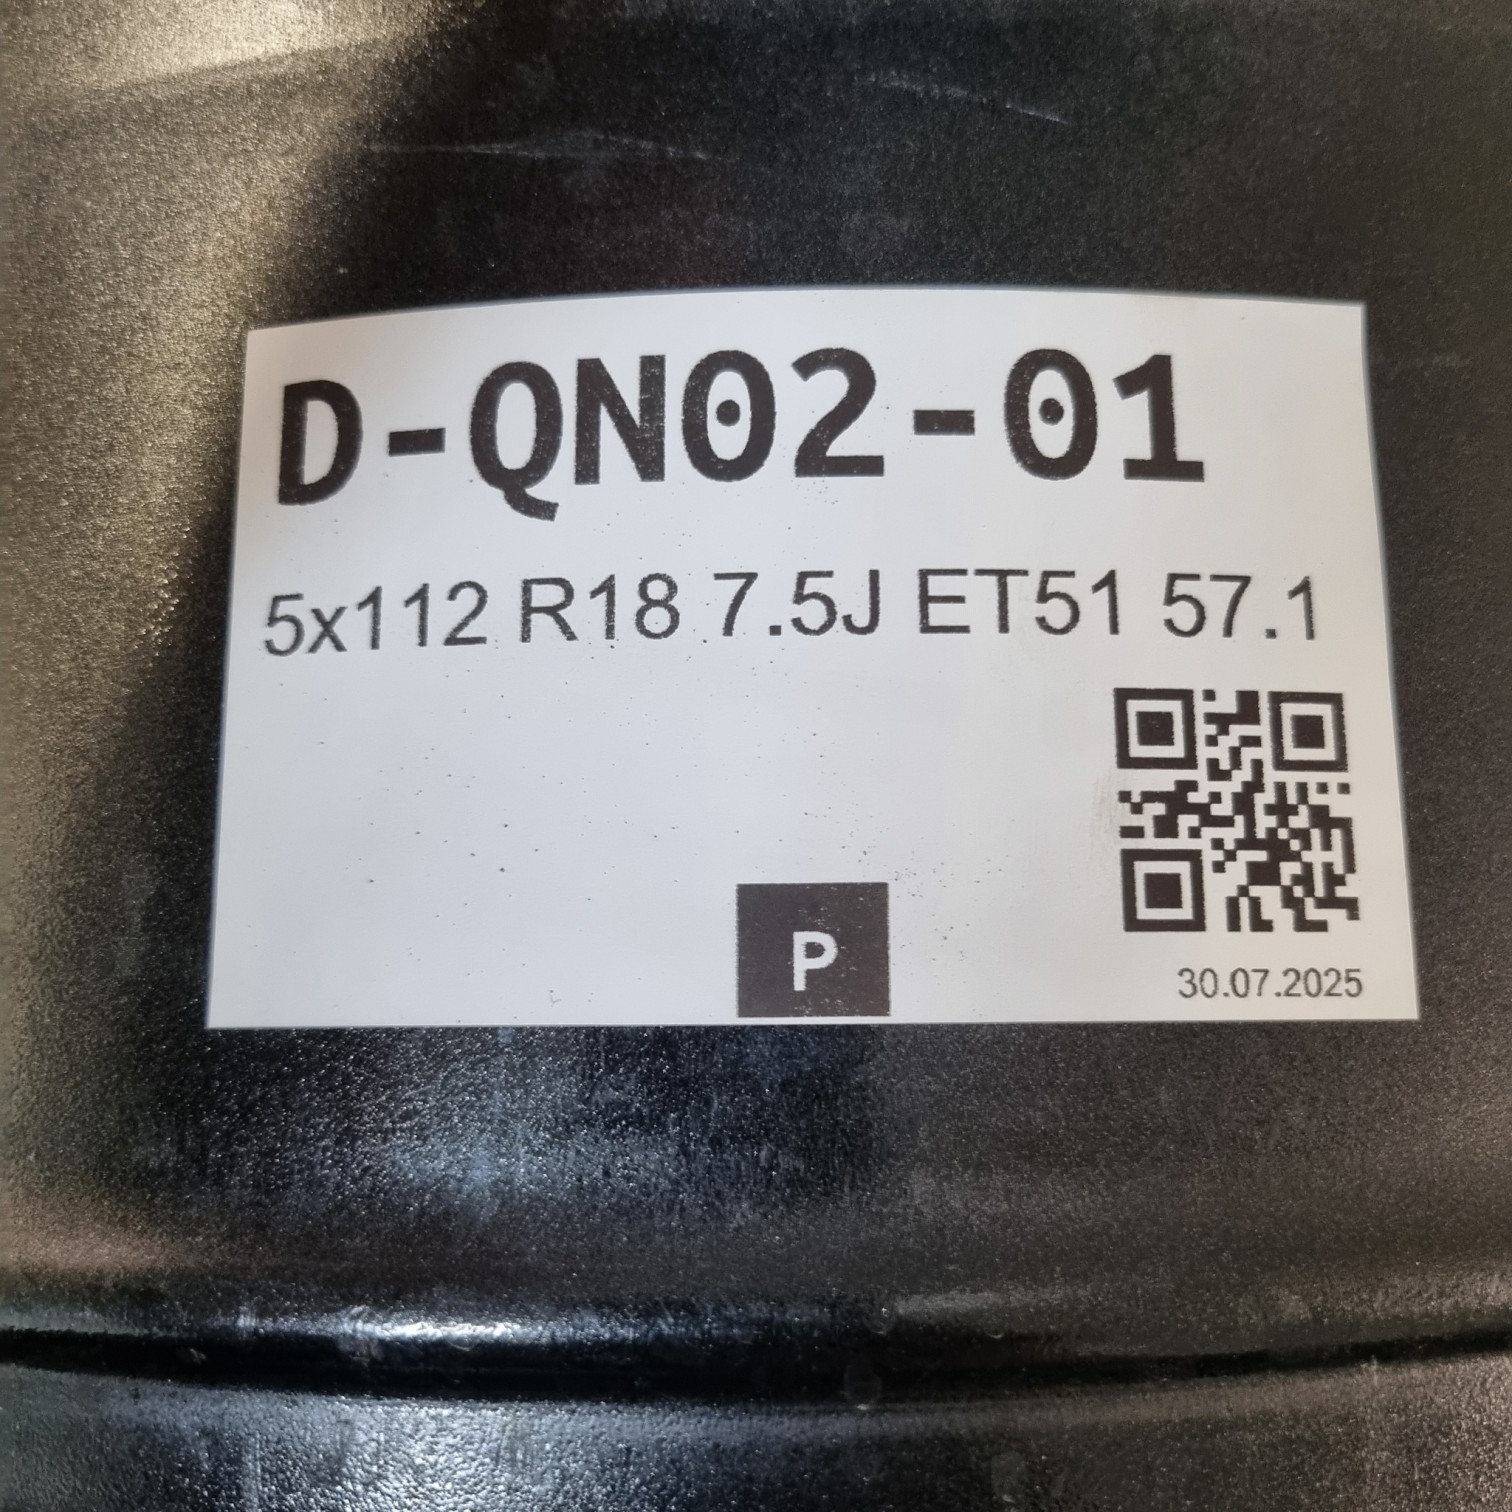 D-QN02-01
5x112 R18 7.5J ET51 57.1
P
30.07.2025